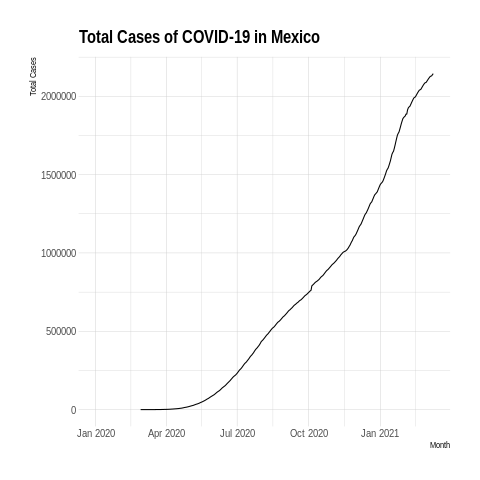 Total Cases of COVID-19 in Mexico
Total Cases
2000000
1500000
1000000
500000
0
Jan 2020 Apr 2020 Jul 2020 Oct 2020 Jan 2021
Month